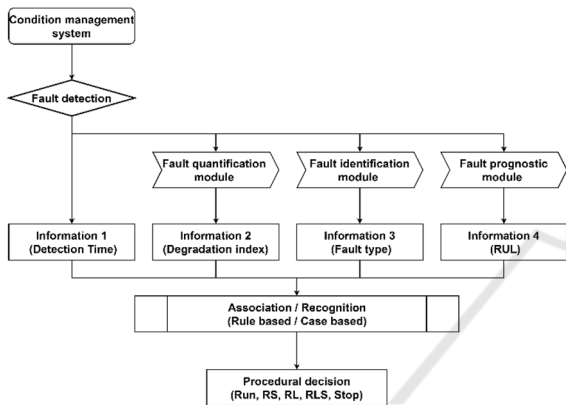 Condition management
system
Fault detection
Fault quantification
module
Fault identification
module
Fault prognostic
module
Information 1
(Detection Time)
Information 2
(Degradation index)
Information 3
(Fault type)
Information 4
(RUL)
Association / Recognition
(Rule based / Case based)
Procedural decision
(Run, RS, RL, RLS, Stop)